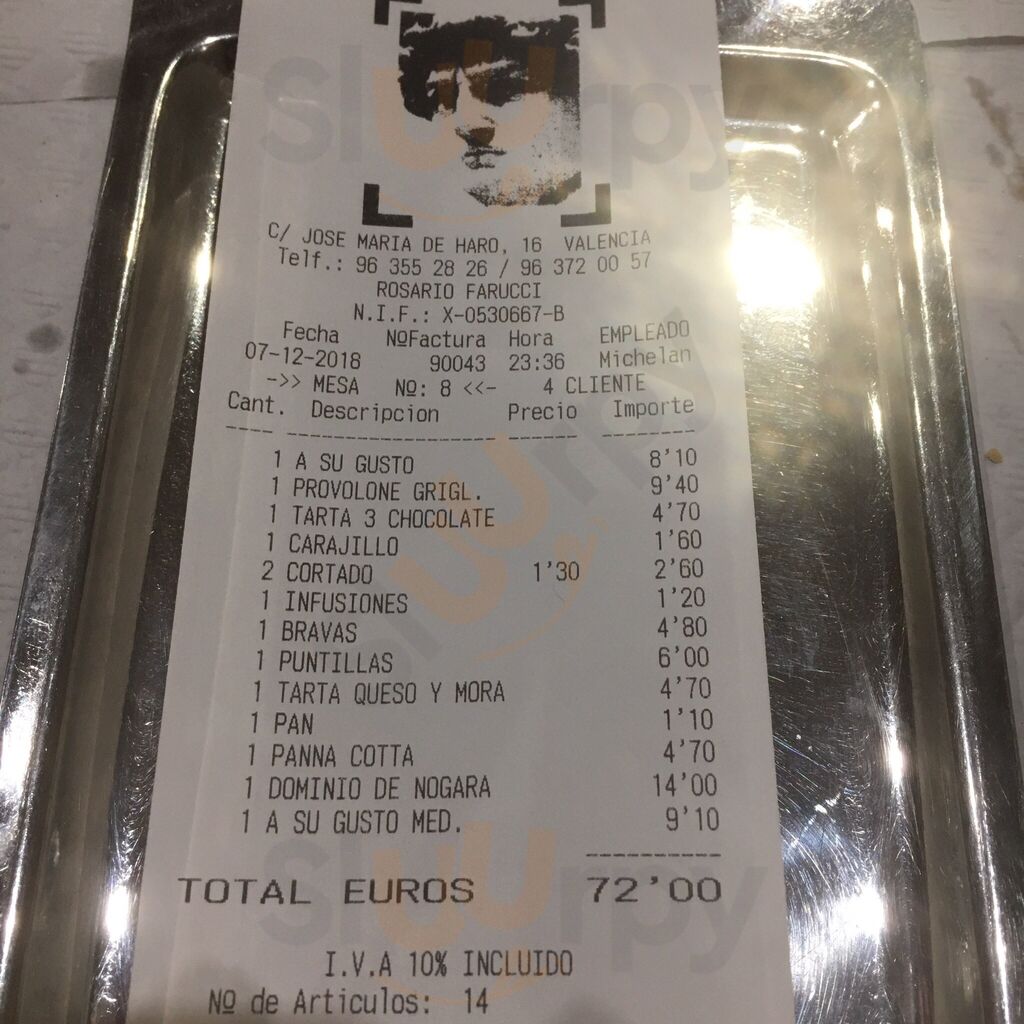 C/ JOSE MARIA DE HARO, 16 VALENCIA
Telf.: 96 355 28 26 / 96 372 00 57
ROSARIO FARUCCI
N.I.F.: X-0530667-B
Fecha NºFactura Hora EMPLEADO
07-12-2018 90043 23:36 Michelan
->> MESA Nº: 8 <<- 4 CLIENTE
Cant. Descripcion Precio Importe
1 A SU GUSTO 8'10
1 PROVOLONE GRIGL. 9'40
1 TARTA 3 CHOCOLATE 4'70
1 CARAJILLO 1'60
2 CORTADO 1'30 2'60
1 INFUSIONES 1'20
1 BRAVAS 4'80
1 PUNTILLAS 6'00
1 TARTA QUESO Y MORA 4'70
1 PAN 1'10
1 PANNA COTTA 4'70
1 DOMINIO DE NOGARA 14'00
1 A SU GUSTO MED. 9'10
TOTAL EUROS 72'00
I.V.A 10% INCLUIDO
Nº de Articulos: 14
Sluurpy
Sluurpy
Sluurpy